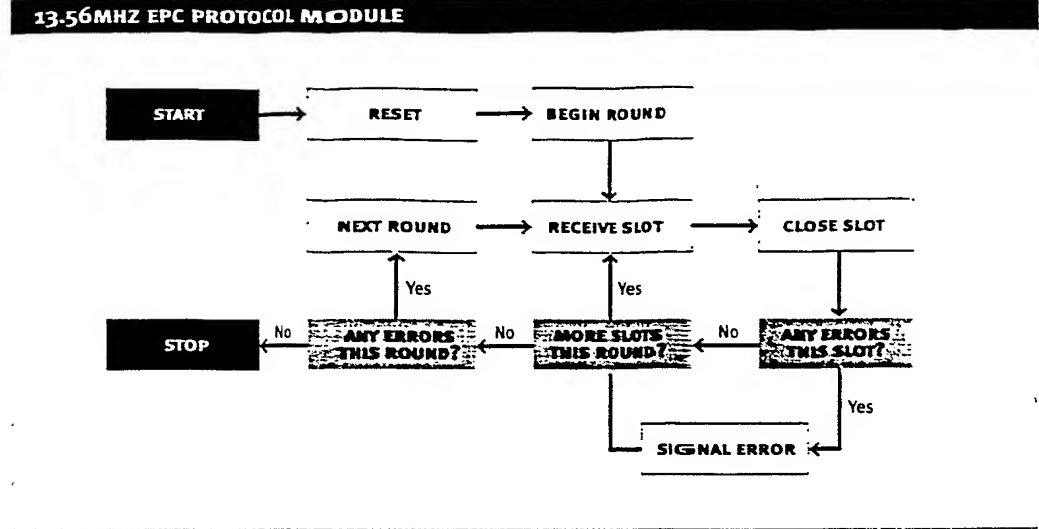 13.56MHZ EPC PROTOCOL MODULE
START
RESET
BEGIN ROUND
NEXT ROUND
RECEIVE SLOT
CLOSE SLOT
Yes
Yes
STOP
No
ANY ERRORS
THIS ROUND?
No
MORE SLOTS
THIS ROUND?
No
ANY ERRORS
THIS SLOT?
Yes
SIGNAL ERROR